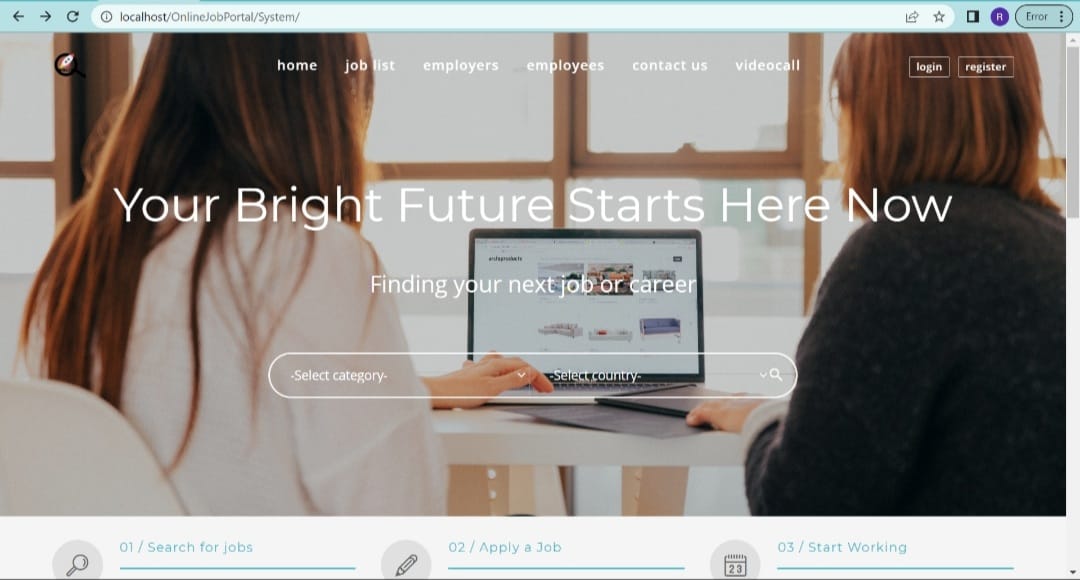 localhost/OnlineJobPortal/System/
R
Error
home
job list
employers
employees
contact us
videocall
login
register
Your Bright Future Starts Here Now
Finding your next job or career
-Select category-
-Select country-
01 / Search for jobs
02 / Apply a Job
03 / Start Working
23